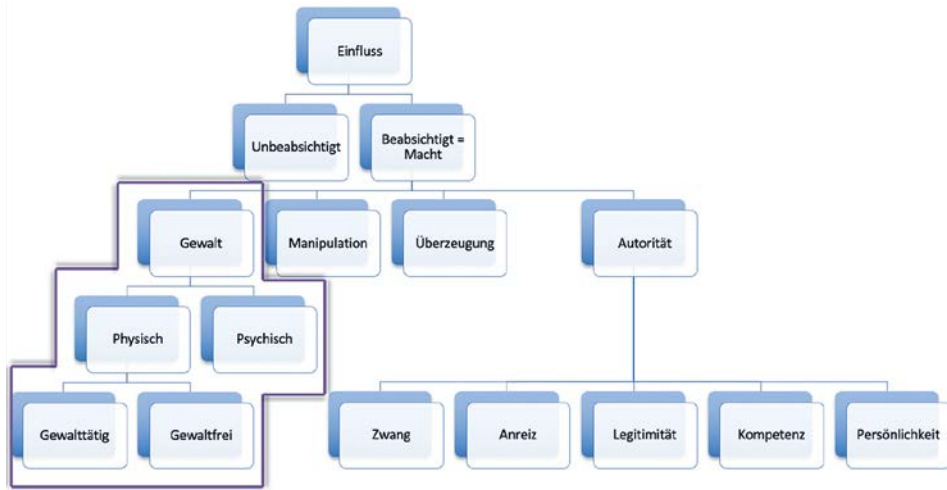 Einfluss
Unbeabsichtigt
Beabsichtigt =
Macht
Gewalt
Manipulation
Überzeugung
Autorität
Physisch
Psychisch
Gewalttätig
Gewaltfrei
Zwang
Anreiz
Legitimität
Kompetenz
Persönlichkeit